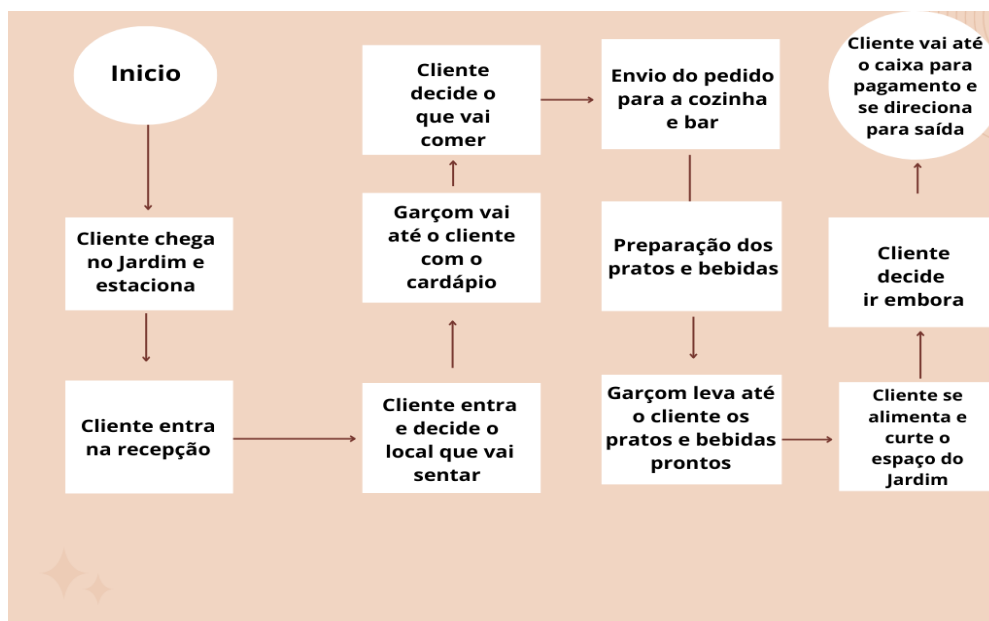 Inicio
Cliente chega
no Jardim e
estaciona
Cliente entra
na recepção
Cliente entra
e decide o
local que vai
sentar
Garçom vai
até o cliente
com o
cardápio
Cliente
decide o
que vai
comer
Envio do pedido
para a cozinha
e bar
Preparação dos
pratos e bebidas
Garçom leva até
o cliente os
pratos e bebidas
prontos
Cliente se
alimenta e
curte o
espaço do
Jardim
Cliente
decide
ir embora
Cliente vai até
o caixa para
pagamento e
se direciona
para saída